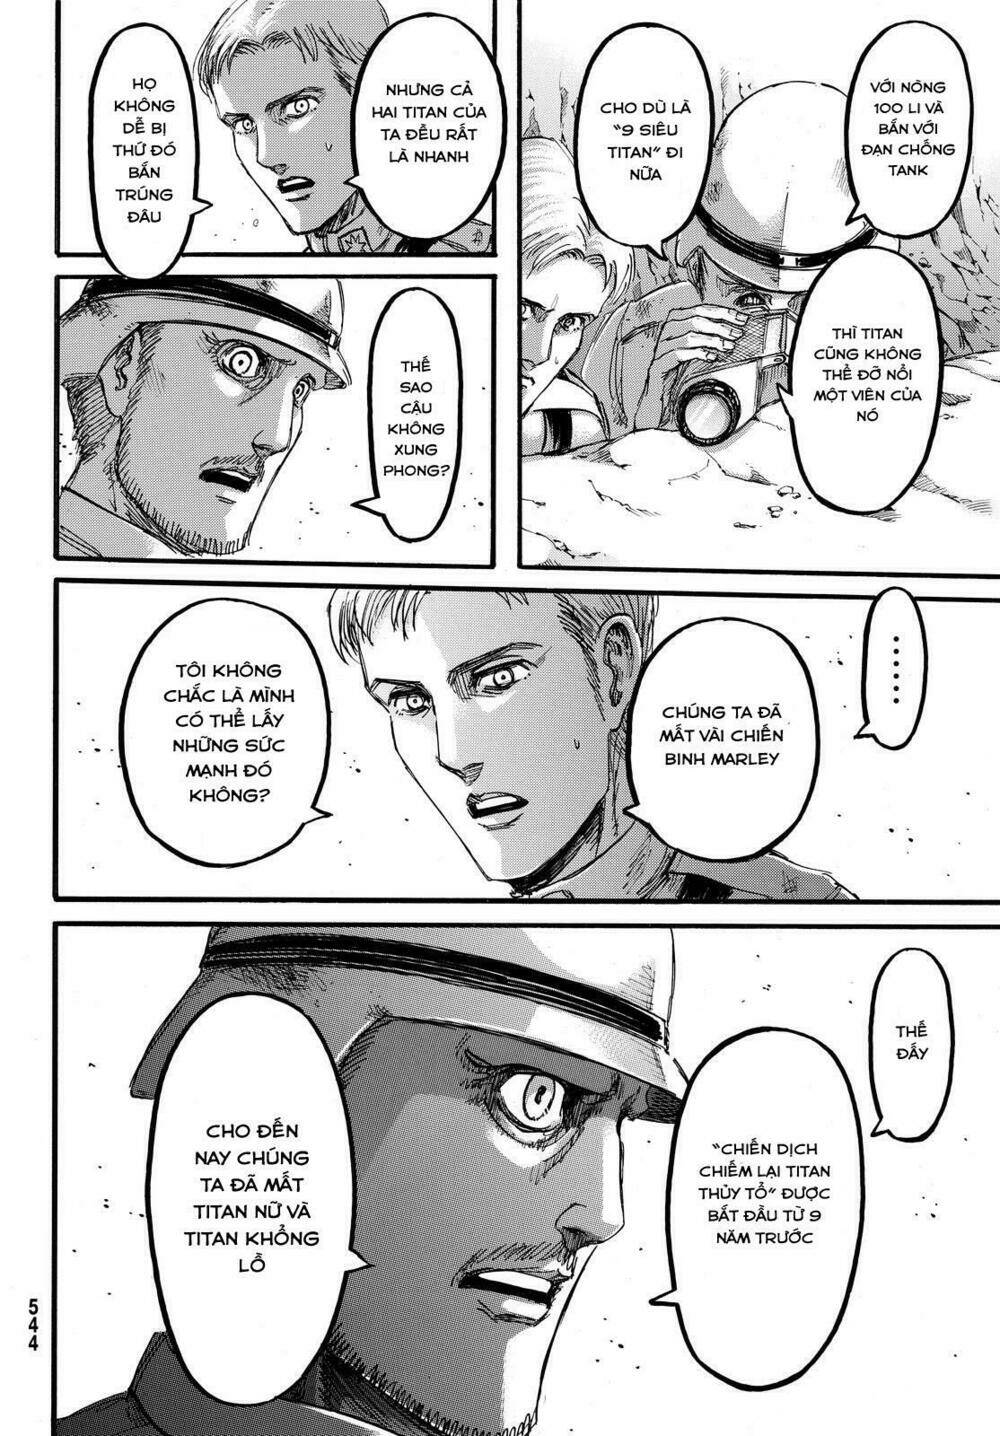 VỚI NÒNG
100 LI VÀ
BẮN VỚI
ĐẠN CHỐNG
TANK
CHO DÙ LÀ
"9 SIÊU
TITAN" ĐI
NỮA
THÌ TITAN
CŨNG KHÔNG
THỂ ĐỠ NỔI
MỘT VIÊN CỦA
NÓ
NHƯNG CẢ
HAI TITAN CỦA
TA ĐỀU RẤT
LÀ NHANH
HỌ
KHÔNG
DỄ BỊ
THỨ ĐÓ
BẮN
TRÚNG
ĐÂU
THẾ
SAO
CẬU
KHÔNG
XUNG
PHONG?
......
CHÚNG TA ĐÃ
MẤT VÀI CHIẾN
BINH MARLEY
TÔI KHÔNG
CHẮC LÀ MÌNH
CÓ THỂ LẤY
NHỮNG SỨC
MẠNH ĐÓ
KHÔNG?
THẾ
ĐẤY
"CHIẾN DỊCH
CHIẾM LẠI TITAN
THỦY TỔ" ĐƯỢC
BẮT ĐẦU TỪ 9
NĂM TRƯỚC
CHO ĐẾN
NAY CHÚNG
TA ĐÃ MẤT
TITAN NỮ VÀ
TITAN KHỔNG
LỒ
544